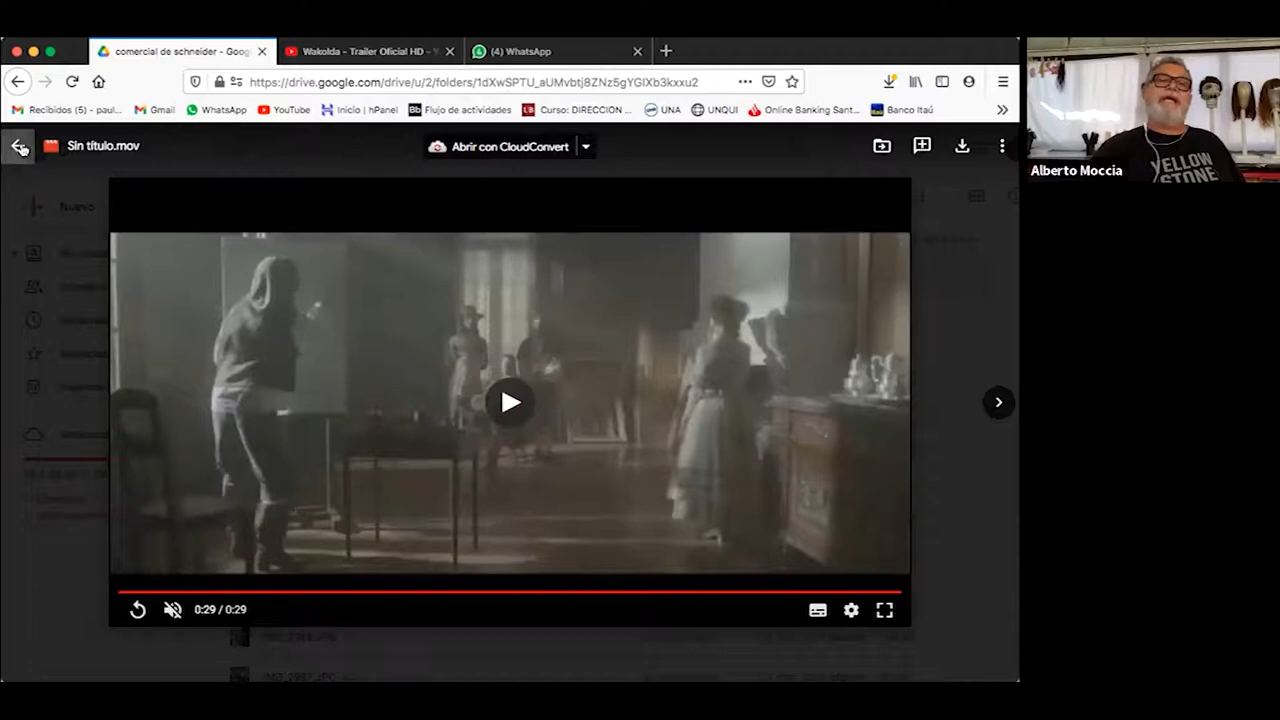 comercial de schneider - Goog
Wakolda - Trailer Oficial HD - Y
(4) WhatsApp
https://drive.google.com/drive/u/2/folders/1dXwSPTU_aUMvbtj8ZNz5gYGlXb3kxxu2
Recibidos (5) - paul...
Gmail
WhatsApp
YouTube
Inicio | hPanel
Bb Flujo de actividades
Curso: DIRECCION ...
UNA
UNQUI
Online Banking Sant...
Banco Itaú
Sin título.mov
Abrir con CloudConvert
Nuevo
YELLOW
STONE
Alberto Moccia
0:29 / 0:29